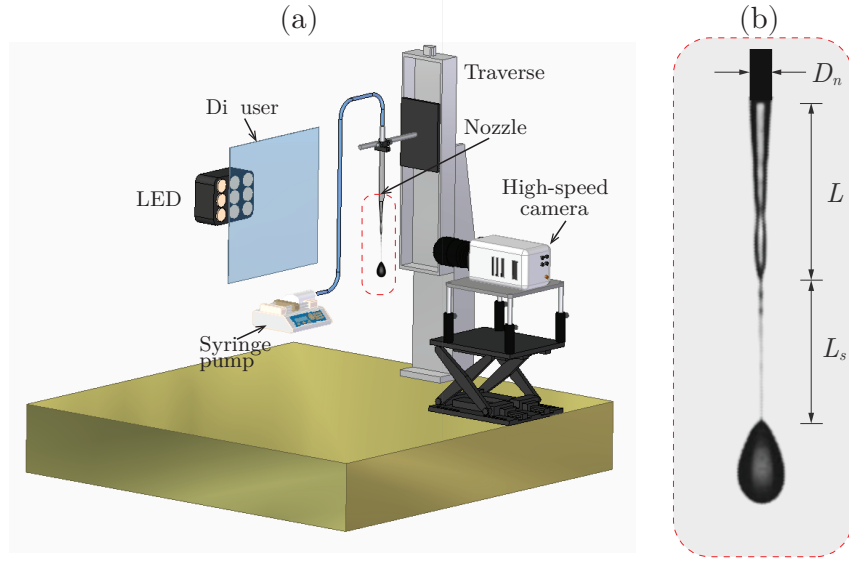 (a)
(b)
Traverse
Di user
Nozzle
LED
High-speed
camera
Syringe
pump
D_n
L
L_s